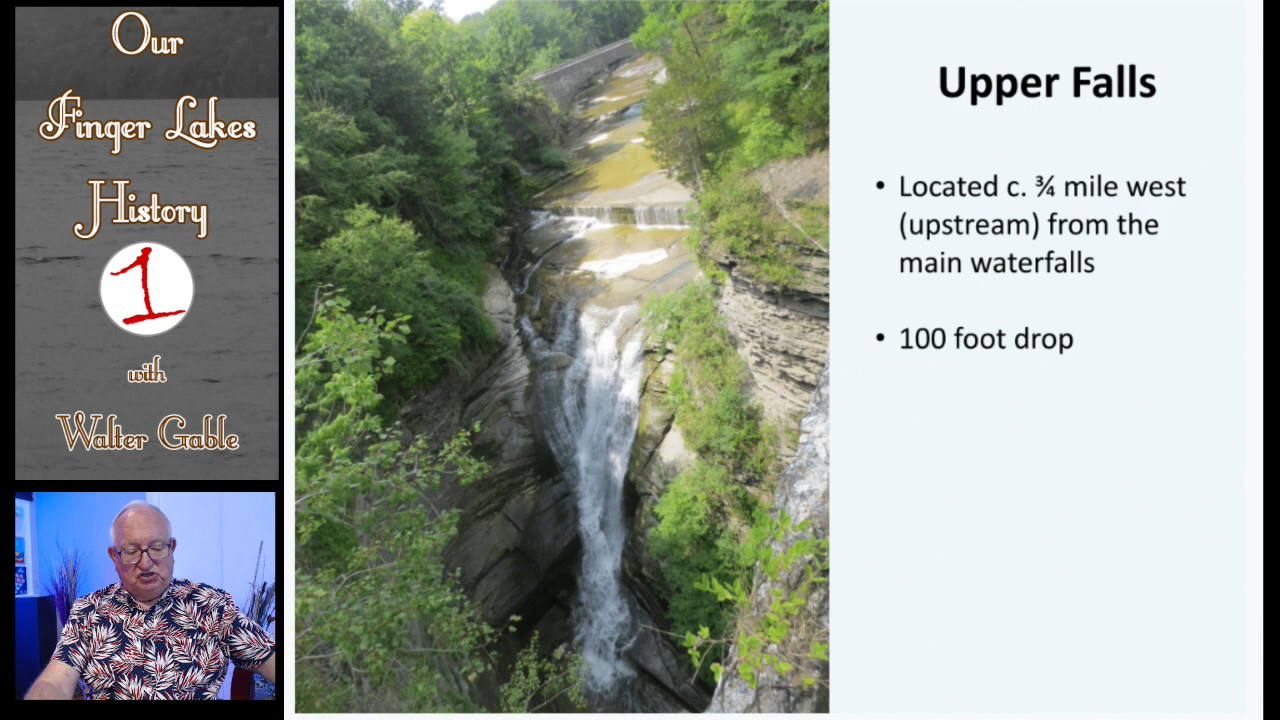 Our
Finger Lakes
History
1
with
Walter Gable
Upper Falls
• Located c. ¾ mile west
(upstream) from the
main waterfalls
• 100 foot drop